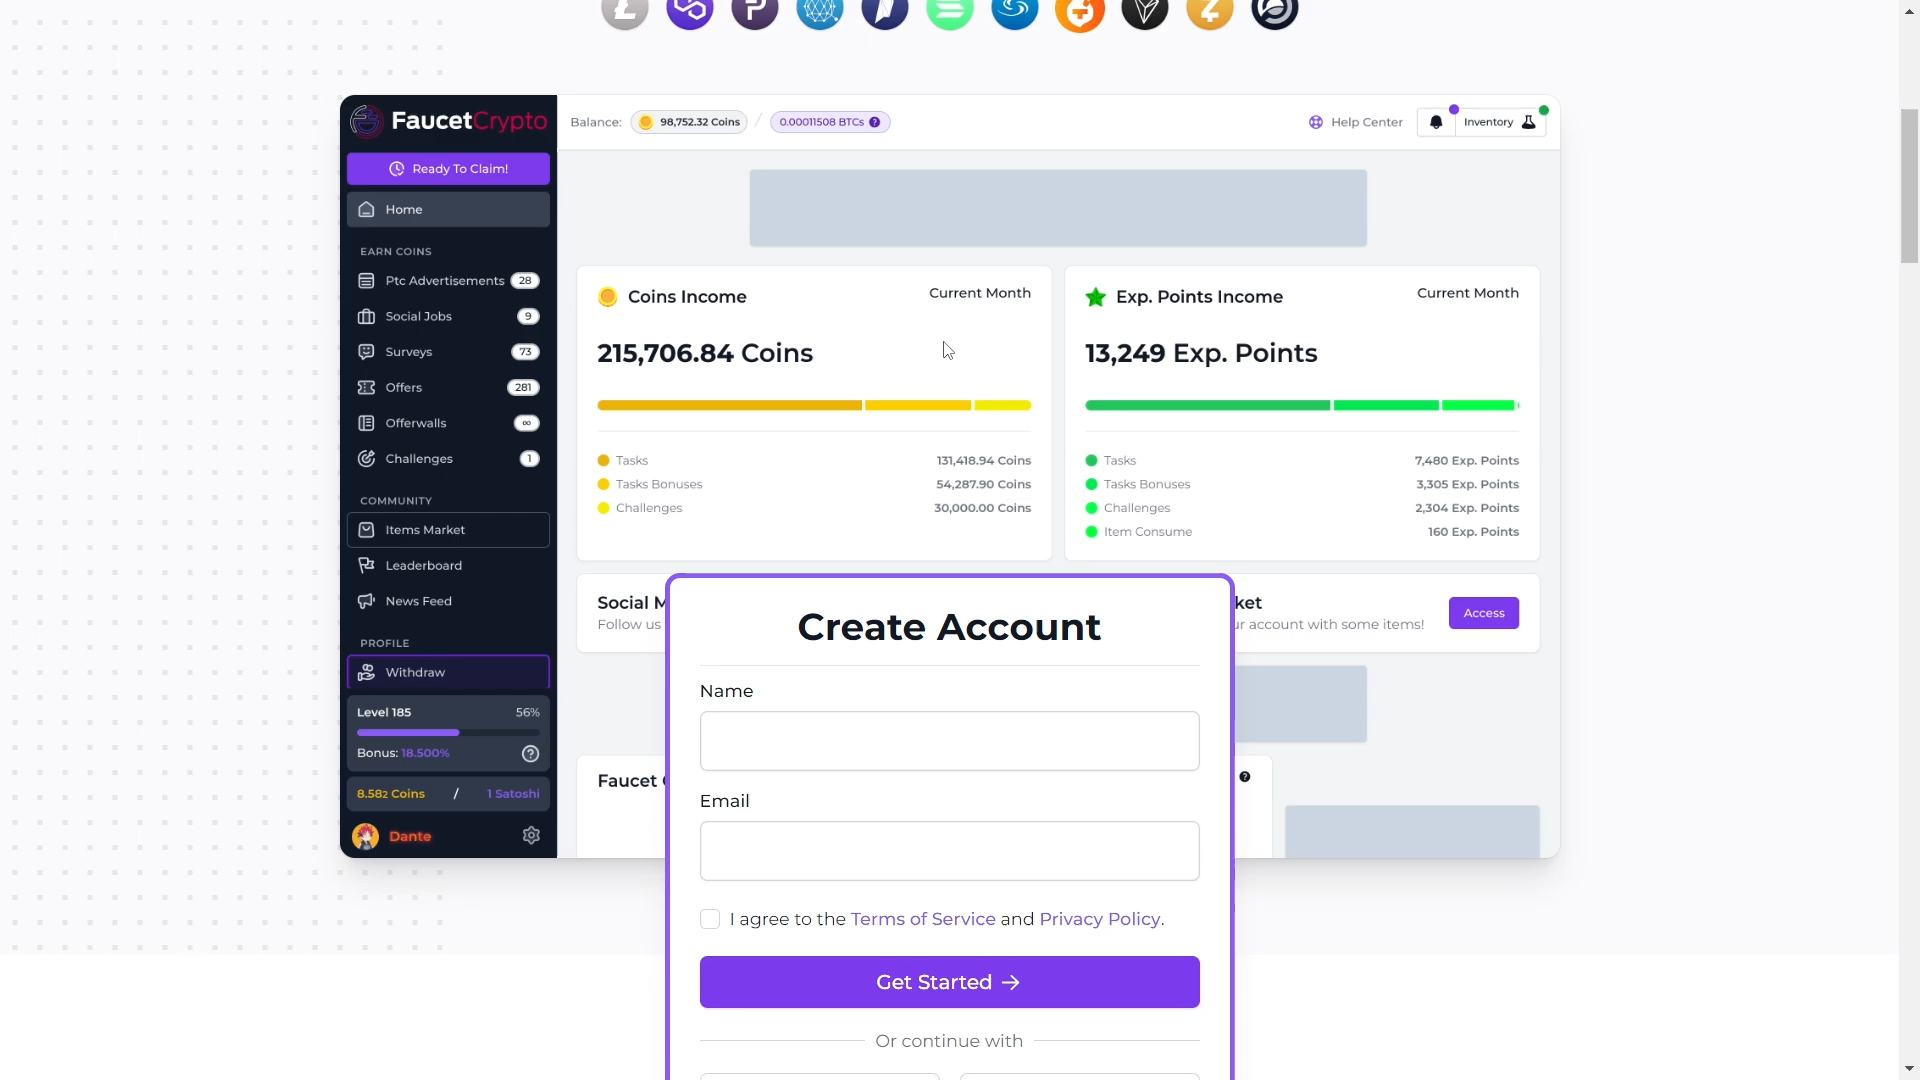 FaucetCrypto
Balance: 98,752.32 Coins / 0.00011508 BTCs ?
Help Center
Inventory
Ready To Claim!
Home
EARN COINS
Ptc Advertisements 28
Social Jobs 9
Surveys 73
Offers 281
Offerwalls ∞
Challenges 1
COMMUNITY
Items Market
Leaderboard
News Feed
PROFILE
Withdraw
Level 185 56%
Bonus: 18.500% ?
8.582 Coins / 1 Satoshi
Dante
Coins Income Current Month
215,706.84 Coins
Tasks 131,418.94 Coins
Tasks Bonuses 54,287.90 Coins
Challenges 30,000.00 Coins
Exp. Points Income Current Month
13,249 Exp. Points
Tasks 7,480 Exp. Points
Tasks Bonuses 3,305 Exp. Points
Challenges 2,304 Exp. Points
Item Consume 160 Exp. Points
Social M
Follow us
ket
ur account with some items!
Access
Faucet
?
Create Account
Name
Email
I agree to the Terms of Service and Privacy Policy.
Get Started →
Or continue with